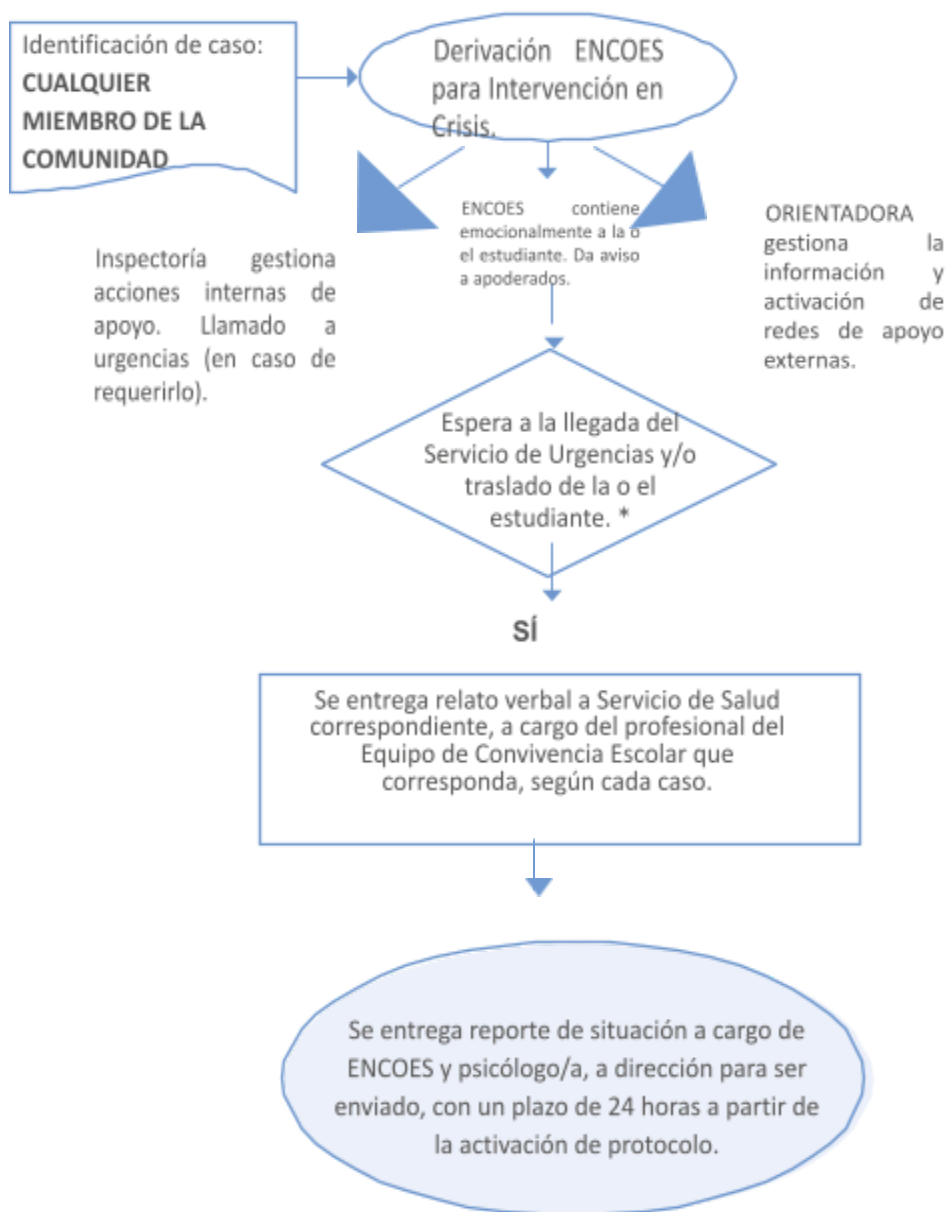 Identificación de caso:
CUALQUIER
MIEMBRO DE LA
COMUNIDAD
Derivación ENCOES
para Intervención en
Crisis.
Inspectoría gestiona
acciones internas de
apoyo. Llamado a
urgencias (en caso de
requerirlo).
ENCOES contiene
emocionalmente a la o
el estudiante. Da aviso
a apoderados.
ORIENTADORA
gestiona la
información y
activación de
redes de apoyo
externas.
Espera a la llegada del
Servicio de Urgencias y/o
traslado de la o el
estudiante. *
SÍ
Se entrega relato verbal a Servicio de Salud
correspondiente, a cargo del profesional del
Equipo de Convivencia Escolar que
corresponda, según cada caso.
Se entrega reporte de situación a cargo de
ENCOES y psicólogo/a, a dirección para ser
enviado, con un plazo de 24 horas a partir de
la activación de protocolo.